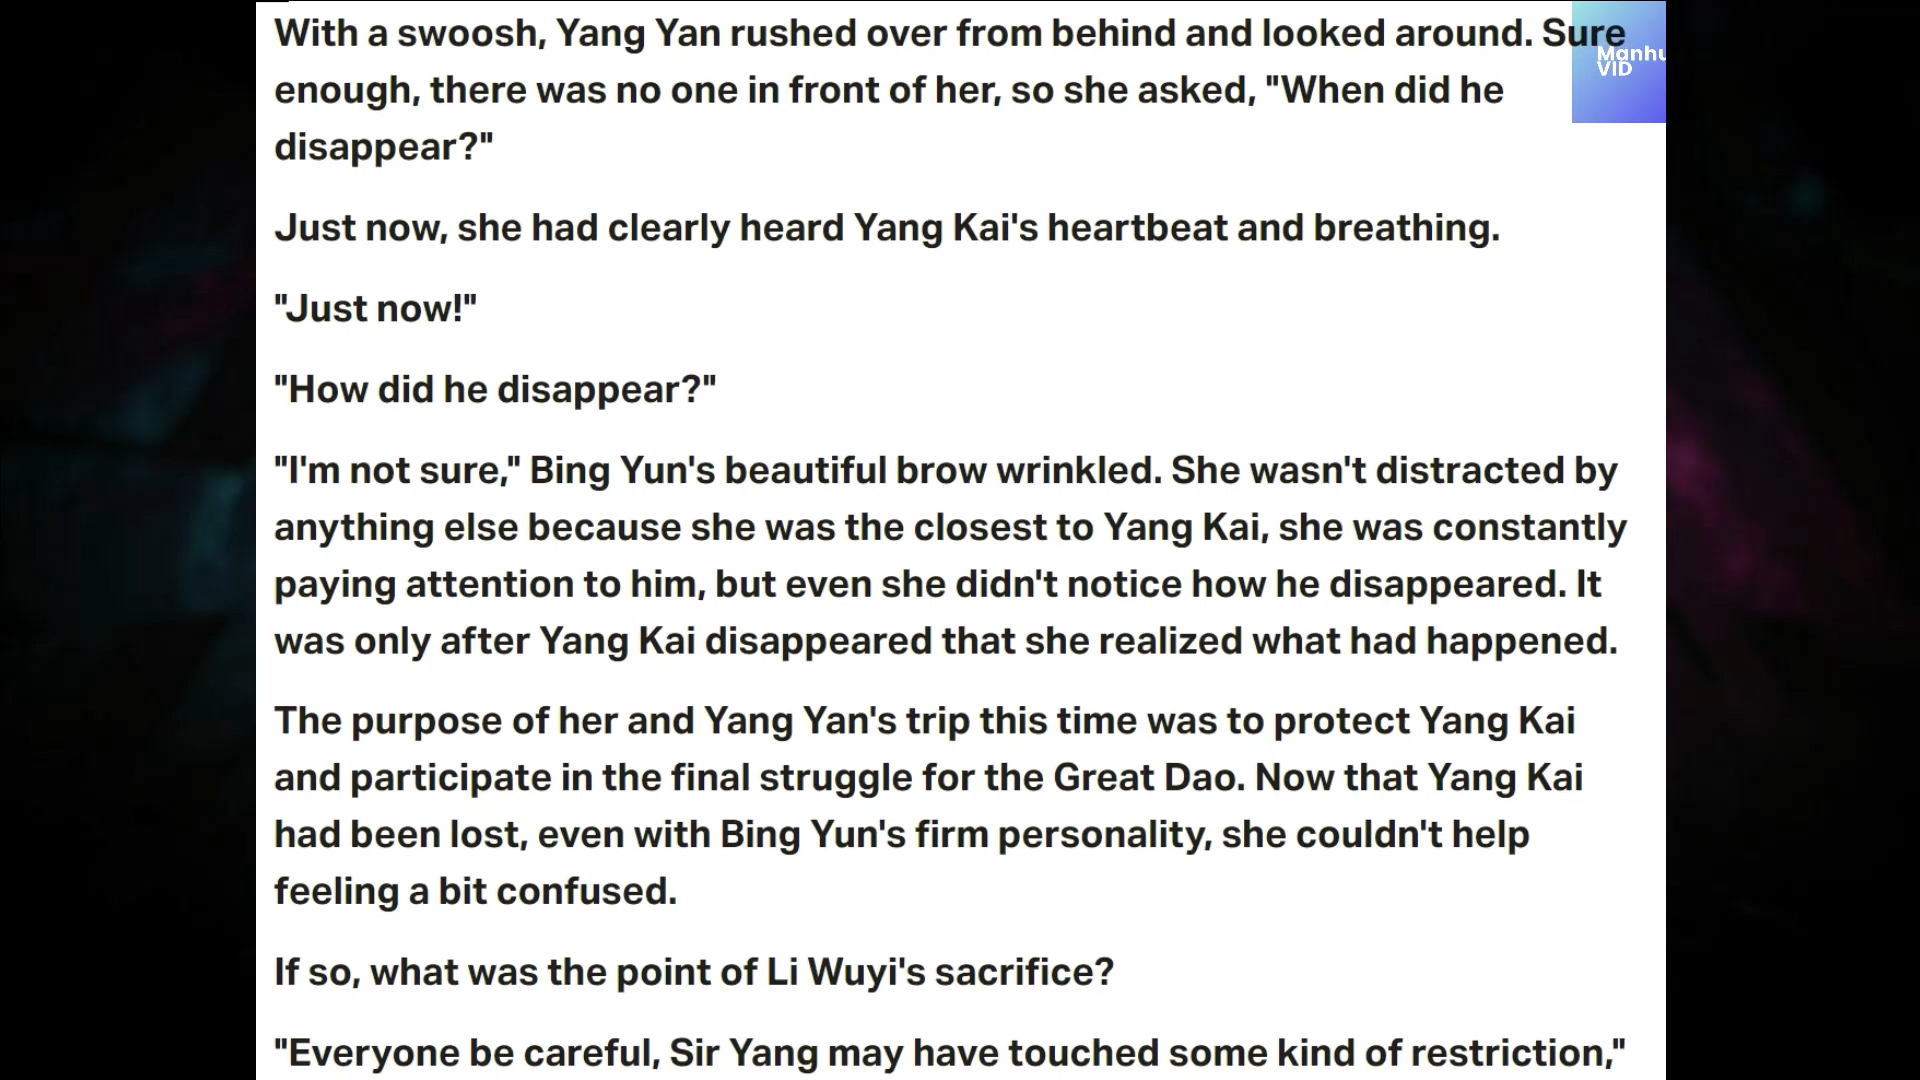 With a swoosh, Yang Yan rushed over from behind and looked around. Sure
enough, there was no one in front of her, so she asked, "When did he
disappear?"
Just now, she had clearly heard Yang Kai's heartbeat and breathing.
"Just now!"
"How did he disappear?"
"I'm not sure," Bing Yun's beautiful brow wrinkled. She wasn't distracted by
anything else because she was the closest to Yang Kai, she was constantly
paying attention to him, but even she didn't notice how he disappeared. It
was only after Yang Kai disappeared that she realized what had happened.
The purpose of her and Yang Yan's trip this time was to protect Yang Kai
and participate in the final struggle for the Great Dao. Now that Yang Kai
had been lost, even with Bing Yun's firm personality, she couldn't help
feeling a bit confused.
If so, what was the point of Li Wuyi's sacrifice?
"Everyone be careful, Sir Yang may have touched some kind of restriction,"
Manhu
VID